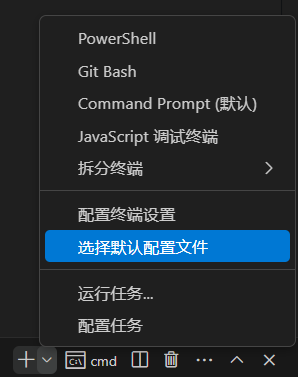 PowerShell
Git Bash
Command Prompt (默认)
JavaScript 调试终端
拆分终端
配置终端设置
选择默认配置文件
运行任务...
配置任务
cmd